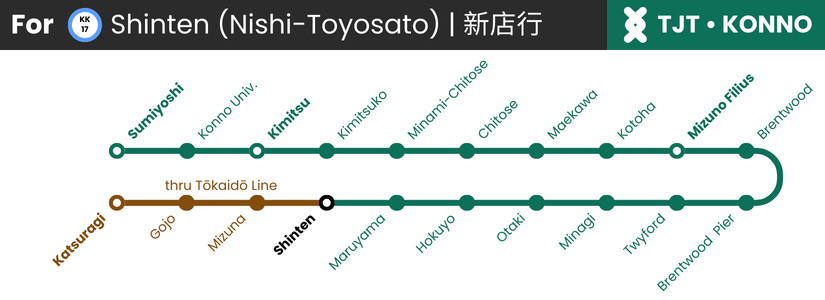 For KK 17 Shinten (Nishi-Toyosato) | 新店行
TJT • KONNO
Sumiyoshi
Konno Univ.
Kimitsu
Kimitsuko
Minami-Chitose
Chitose
Maekawa
Kotoha
Mizuno Filius
Brentwood
thru Tōkaidō Line
Katsuragi
Gojo
Mizuna
Shinten
Maruyama
Hokuyo
Otaki
Minagi
Twyford
Brentwood Pier